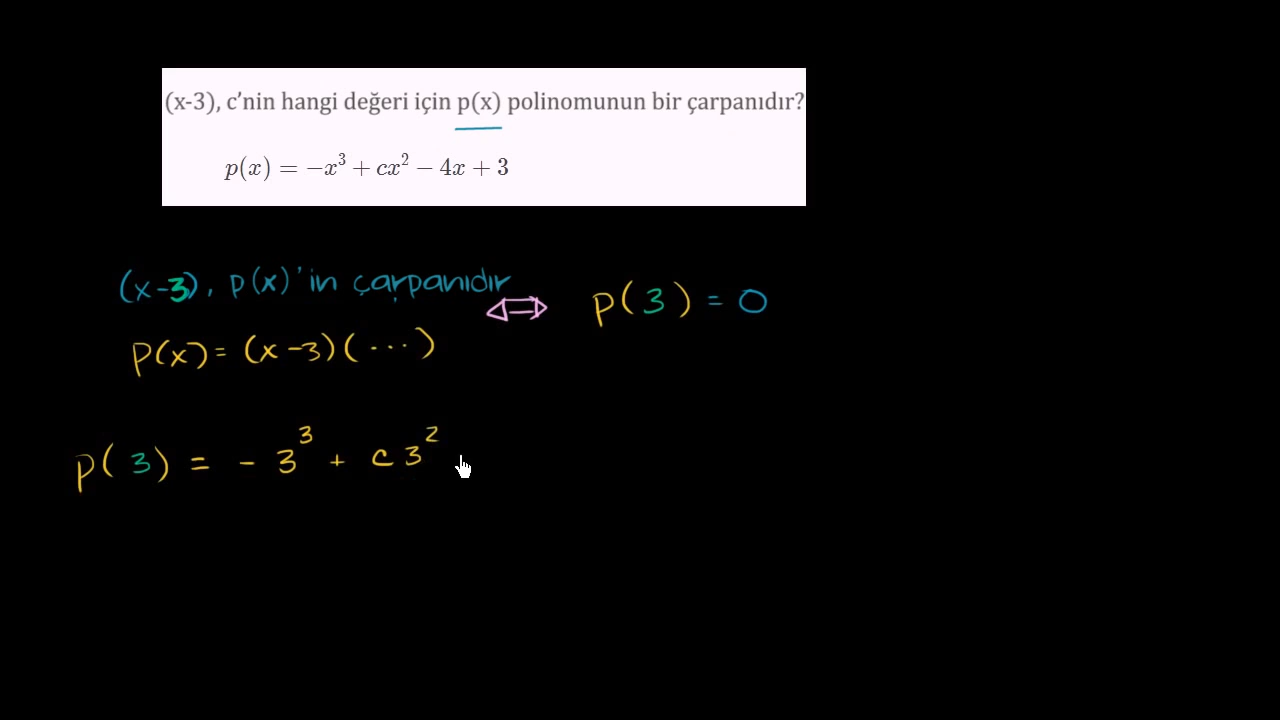 (x-3), c’nin hangi değeri için p(x) polinomunun bir çarpanıdır?
p(x) = −x³ + cx² − 4x + 3
(x-3), p(x)'in çarpanıdır ⇔ p(3) = 0
p(x) = (x-3)(...)
p(3) = -3³ + c3²